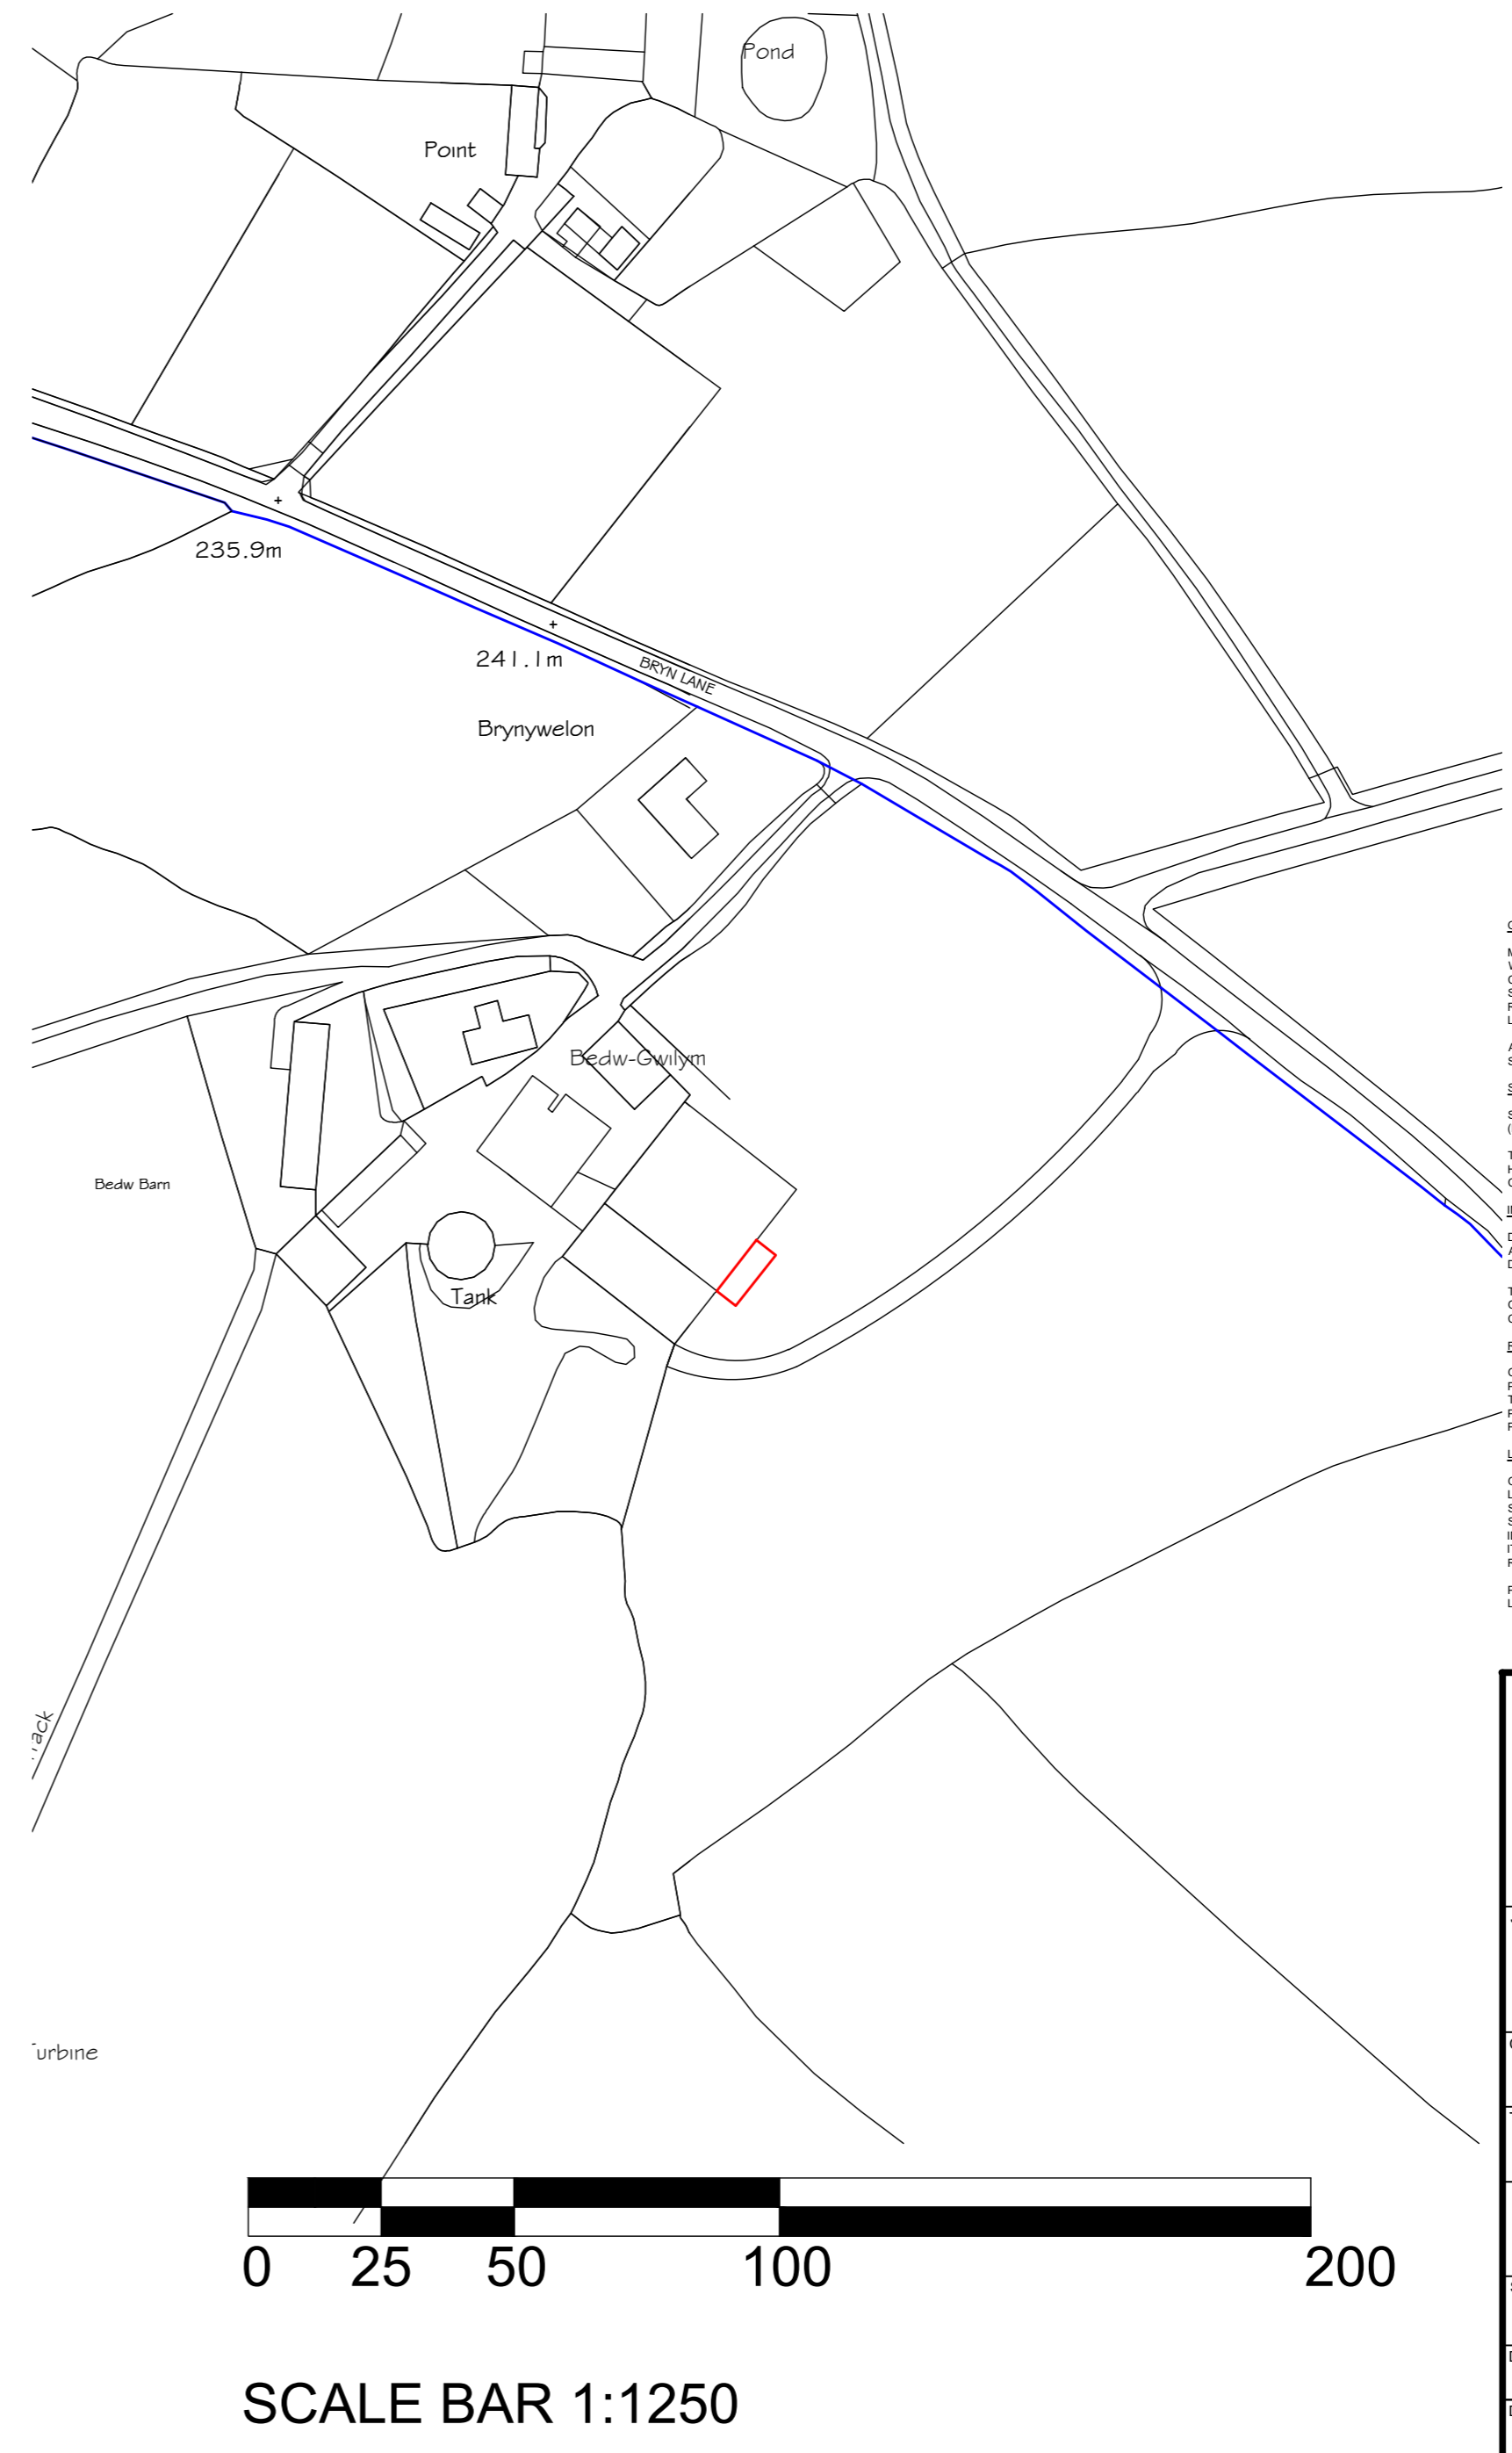 Pond
Point
235.9m
241.1m
BRYN LANE
Brynywelon
Bedw-Gwilym
Bedw Barn
Tank
0 25 50 100 200
SCALE BAR 1:1250